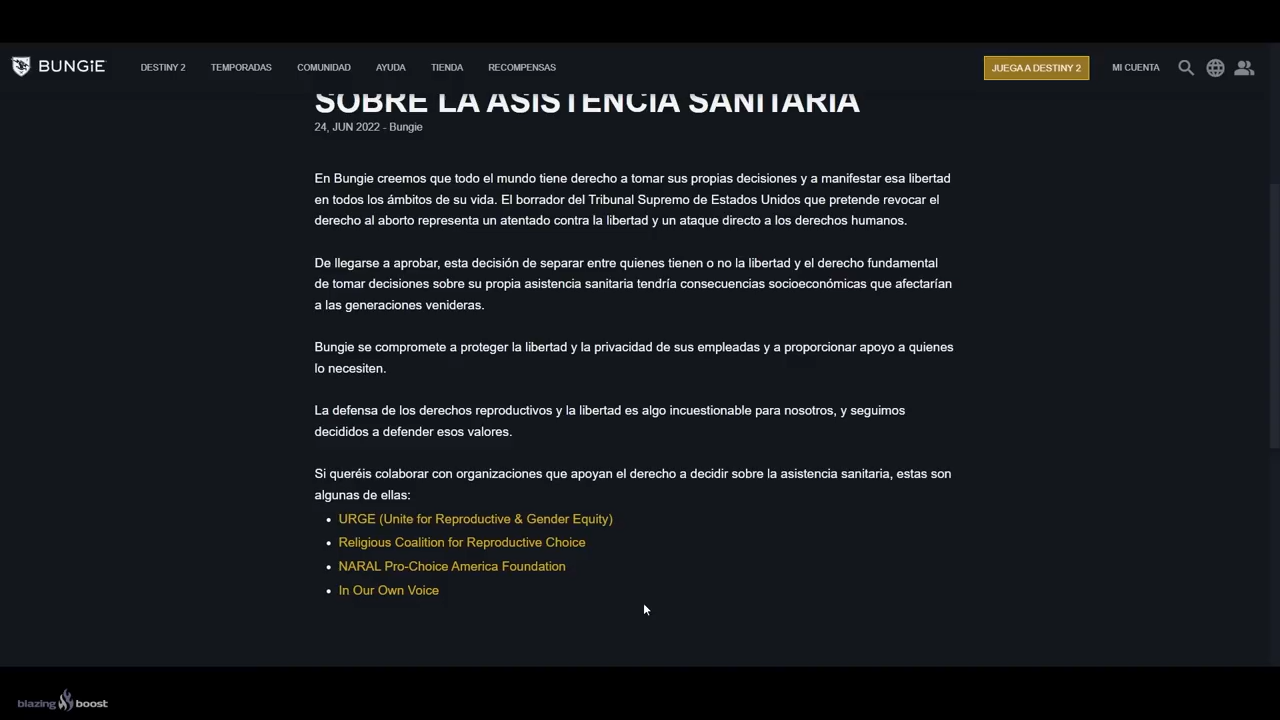 BUNGiE
DESTINY 2 TEMPORADAS COMUNIDAD AYUDA TIENDA RECOMPENSAS JUEGA A DESTINY 2 MI CUENTA
SOBRE LA ASISTENCIA SANITARIA
24, JUN 2022 - Bungie
En Bungie creemos que todo el mundo tiene derecho a tomar sus propias decisiones y a manifestar esa libertad
en todos los ámbitos de su vida. El borrador del Tribunal Supremo de Estados Unidos que pretende revocar el
derecho al aborto representa un atentado contra la libertad y un ataque directo a los derechos humanos.
De llegarse a aprobar, esta decisión de separar entre quienes tienen o no la libertad y el derecho fundamental
de tomar decisiones sobre su propia asistencia sanitaria tendría consecuencias socioeconómicas que afectarían
a las generaciones venideras.
Bungie se compromete a proteger la libertad y la privacidad de sus empleadas y a proporcionar apoyo a quienes
lo necesiten.
La defensa de los derechos reproductivos y la libertad es algo incuestionable para nosotros, y seguimos
decididos a defender esos valores.
Si queréis colaborar con organizaciones que apoyan el derecho a decidir sobre la asistencia sanitaria, estas son
algunas de ellas:
• URGE (Unite for Reproductive & Gender Equity)
• Religious Coalition for Reproductive Choice
• NARAL Pro-Choice America Foundation
• In Our Own Voice
blazing boost